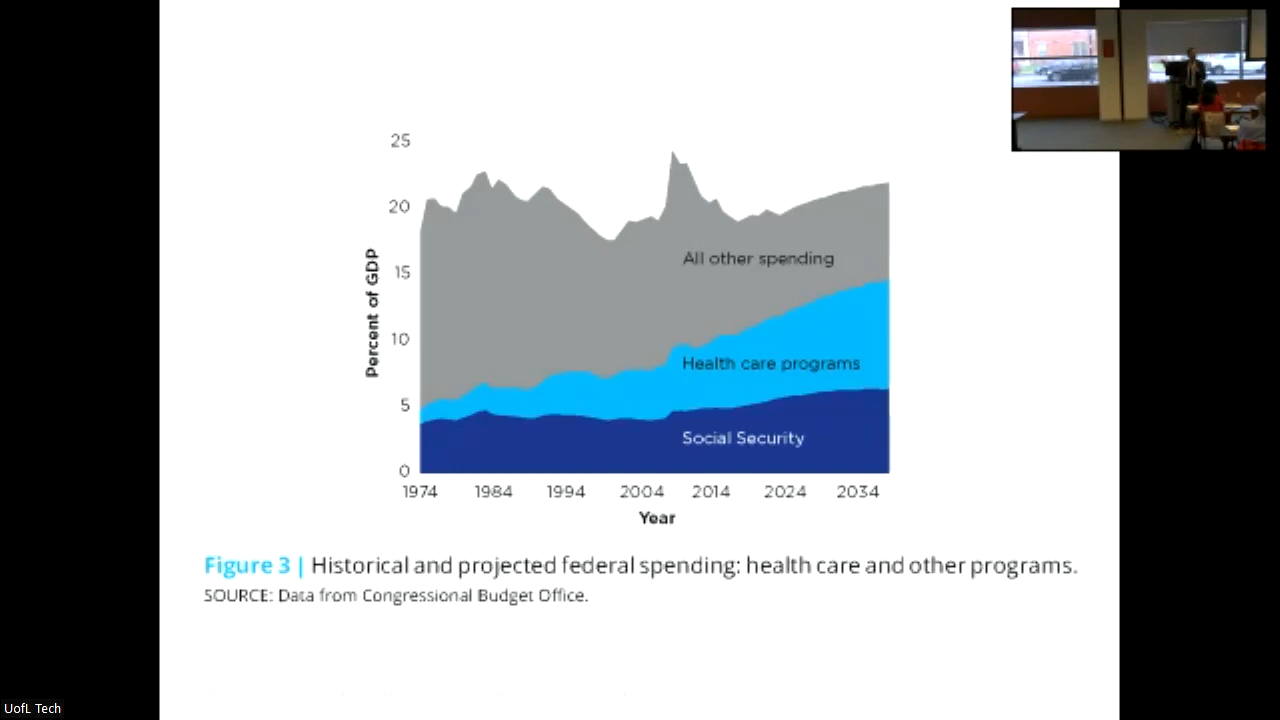 25
20
15
10
5
0
Percent of GDP
All other spending
Health care programs
Social Security
1974 1984 1994 2004 2014 2024 2034
Year
Figure 3 | Historical and projected federal spending: health care and other programs.
SOURCE: Data from Congressional Budget Office.
UofL Tech